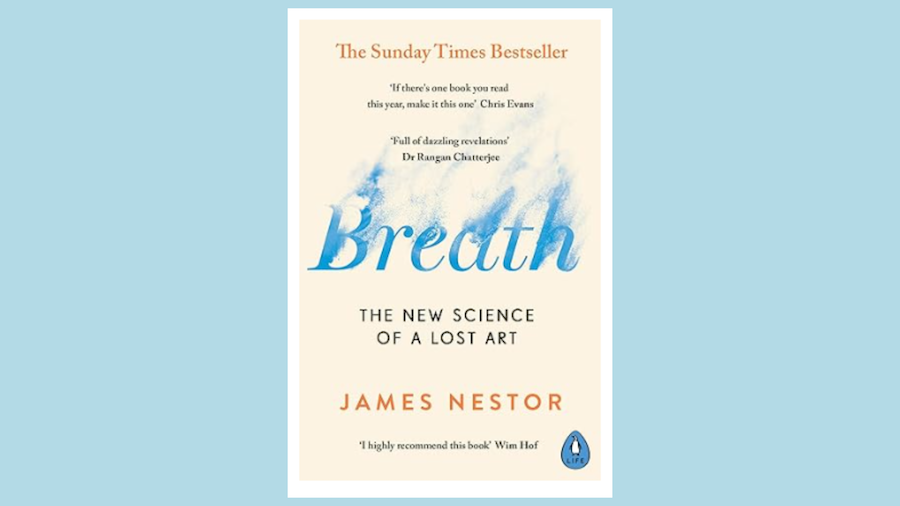 The Sunday Times Bestseller
‘If there’s one book you read
this year, make it this one’ Chris Evans
‘Full of dazzling revelations’
Dr Rangan Chatterjee
Breath
THE NEW SCIENCE
OF A LOST ART
JAMES NESTOR
‘I highly recommend this book’ Wim Hof
LIFE